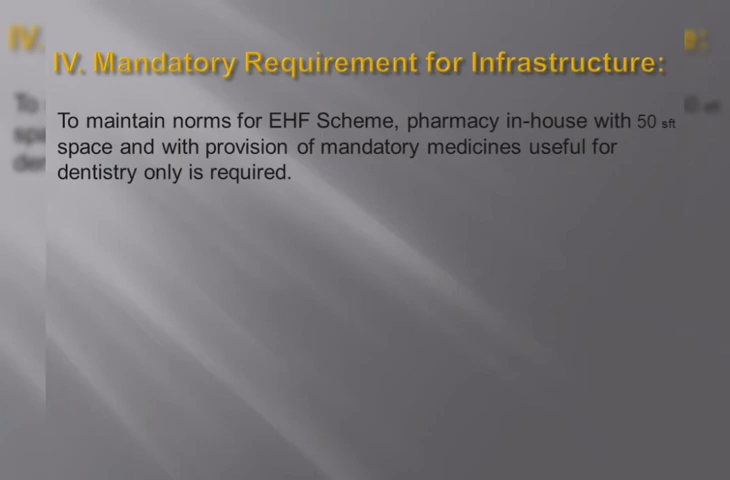 IV. Mandatory Requirement for Infrastructure:
To maintain norms for EHF Scheme, pharmacy in-house with 50 sft
space and with provision of mandatory medicines useful for
dentistry only is required.